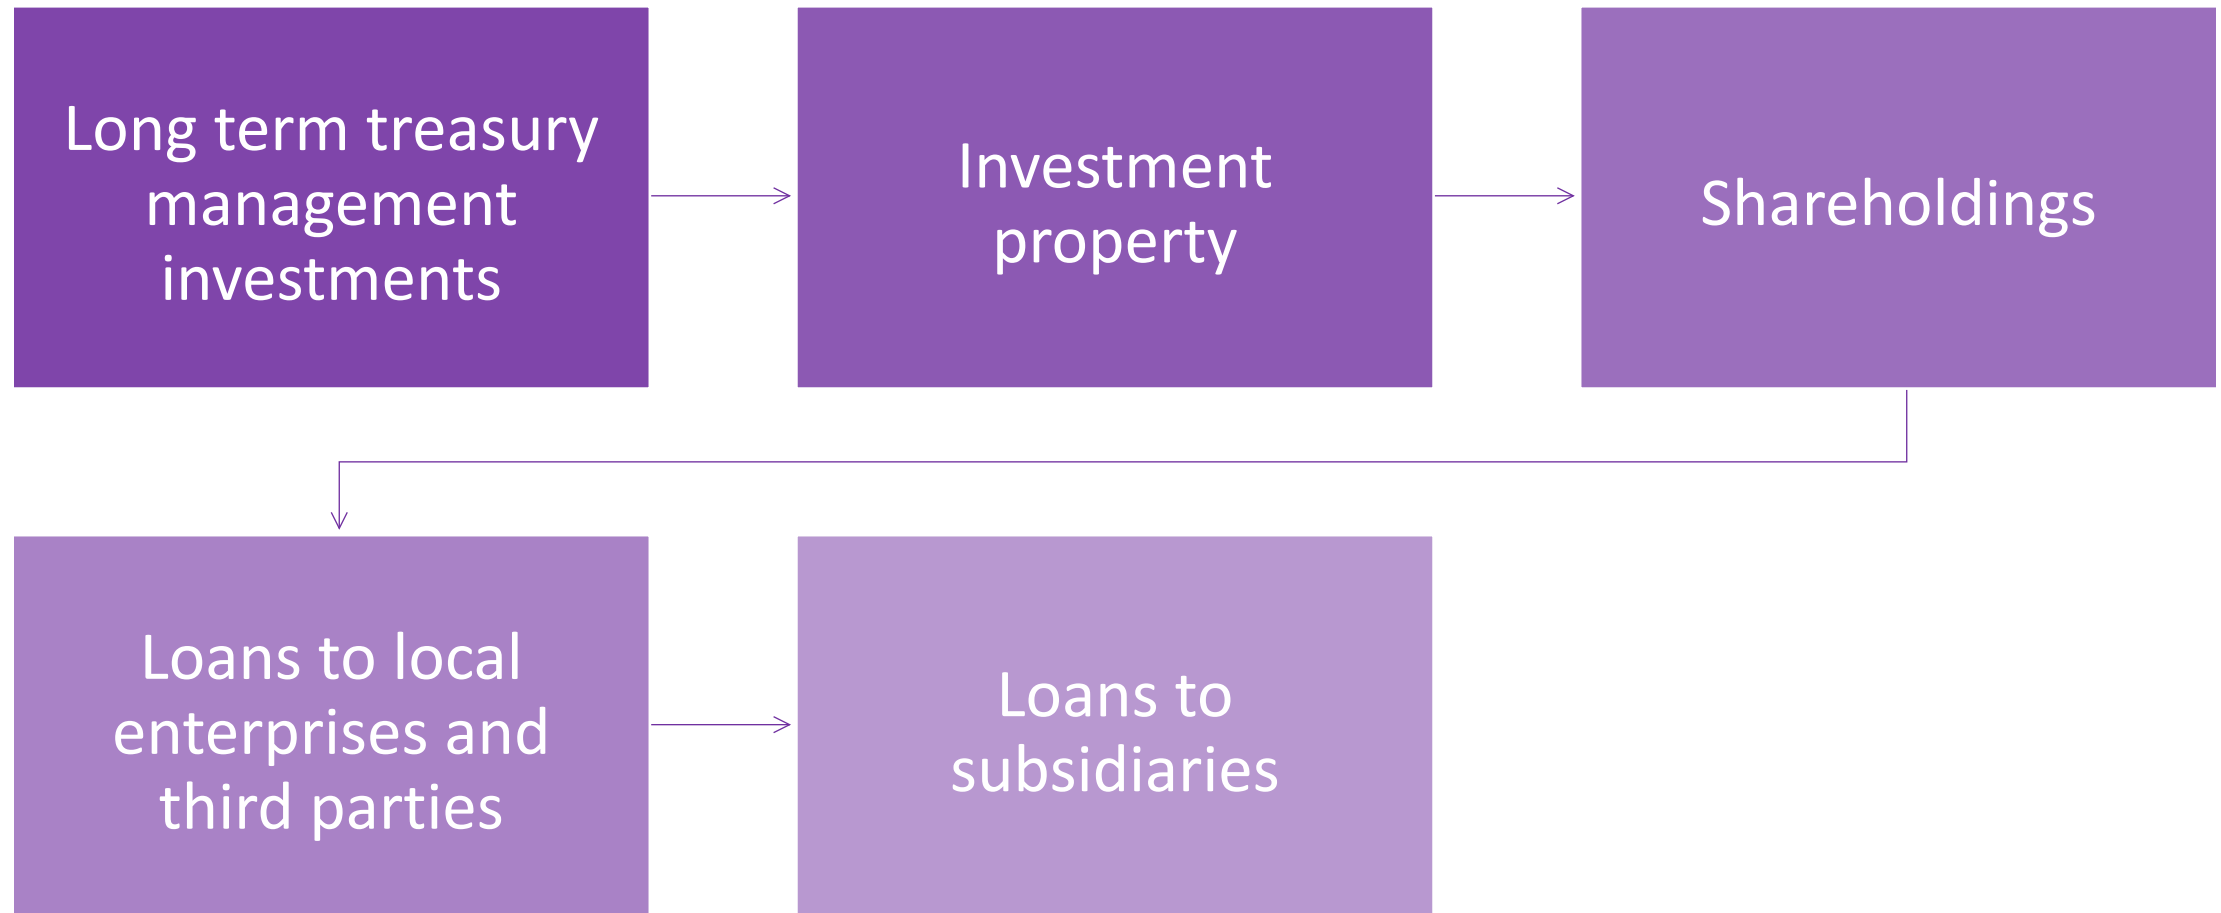 Long term treasury
management
investments
Investment
property
Shareholdings
Loans to local
enterprises and
third parties
Loans to
subsidiaries